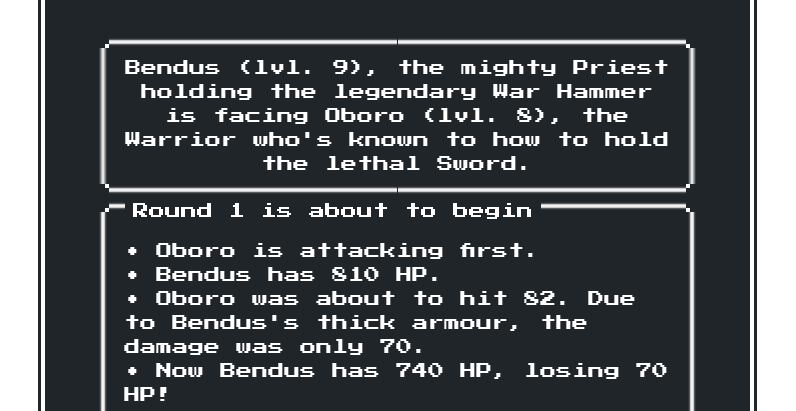 Bendus (lvl. 9), the mighty Priest
holding the legendary War Hammer
is facing Oboro (lvl. 8), the
Warrior who's known to how to hold
the lethal Sword.
Round 1 is about to begin
• Oboro is attacking first.
• Bendus has 810 HP.
• Oboro was about to hit 82. Due
to Bendus's thick armour, the
damage was only 70.
• Now Bendus has 740 HP, losing 70
HP!